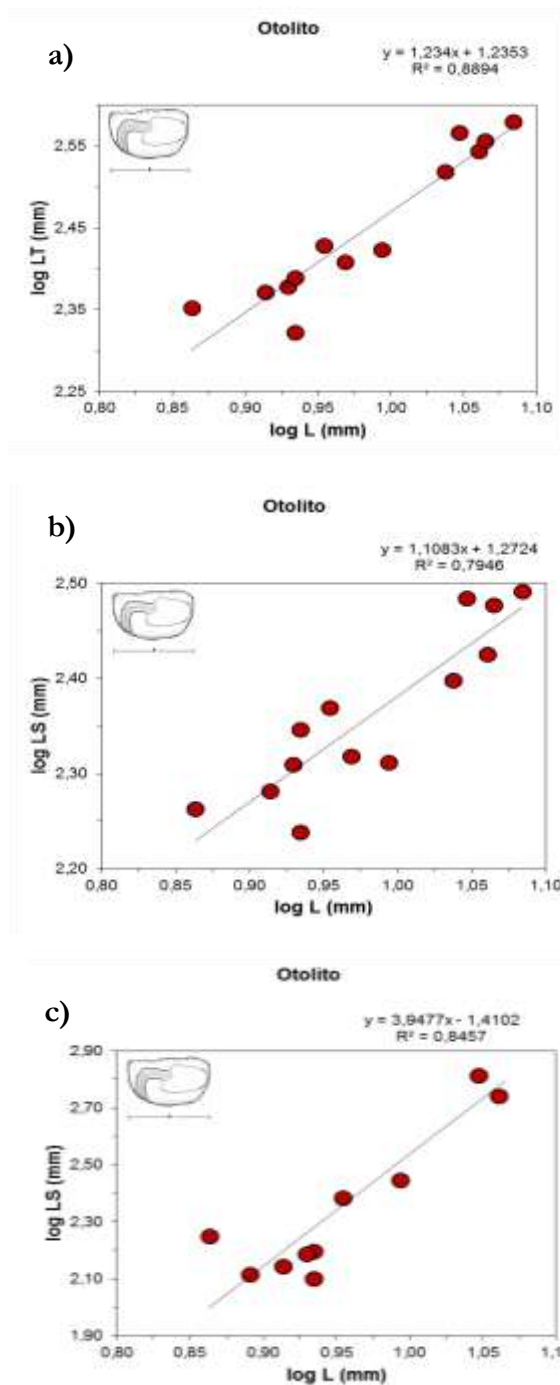 Otolito
a)
y = 1,234x + 1,2353
R² = 0,8894
log LT (mm)
2,55
2,45
2,35
2,25
0,80 0,85 0,90 0,95 1,00 1,05 1,10
log L (mm)
Otolito
b)
y = 1,1083x + 1,2724
R² = 0,7946
log LS (mm)
2,50
2,40
2,30
2,20
0,80 0,85 0,90 0,95 1,00 1,05 1,10
log L (mm)
Otolito
c)
y = 3,9477x - 1,4102
R² = 0,8457
log LS (mm)
2.90
2.70
2.50
2.30
2.10
1.90
0,80 0,85 0,90 0,95 1,00 1,05 1,10
log L (mm)